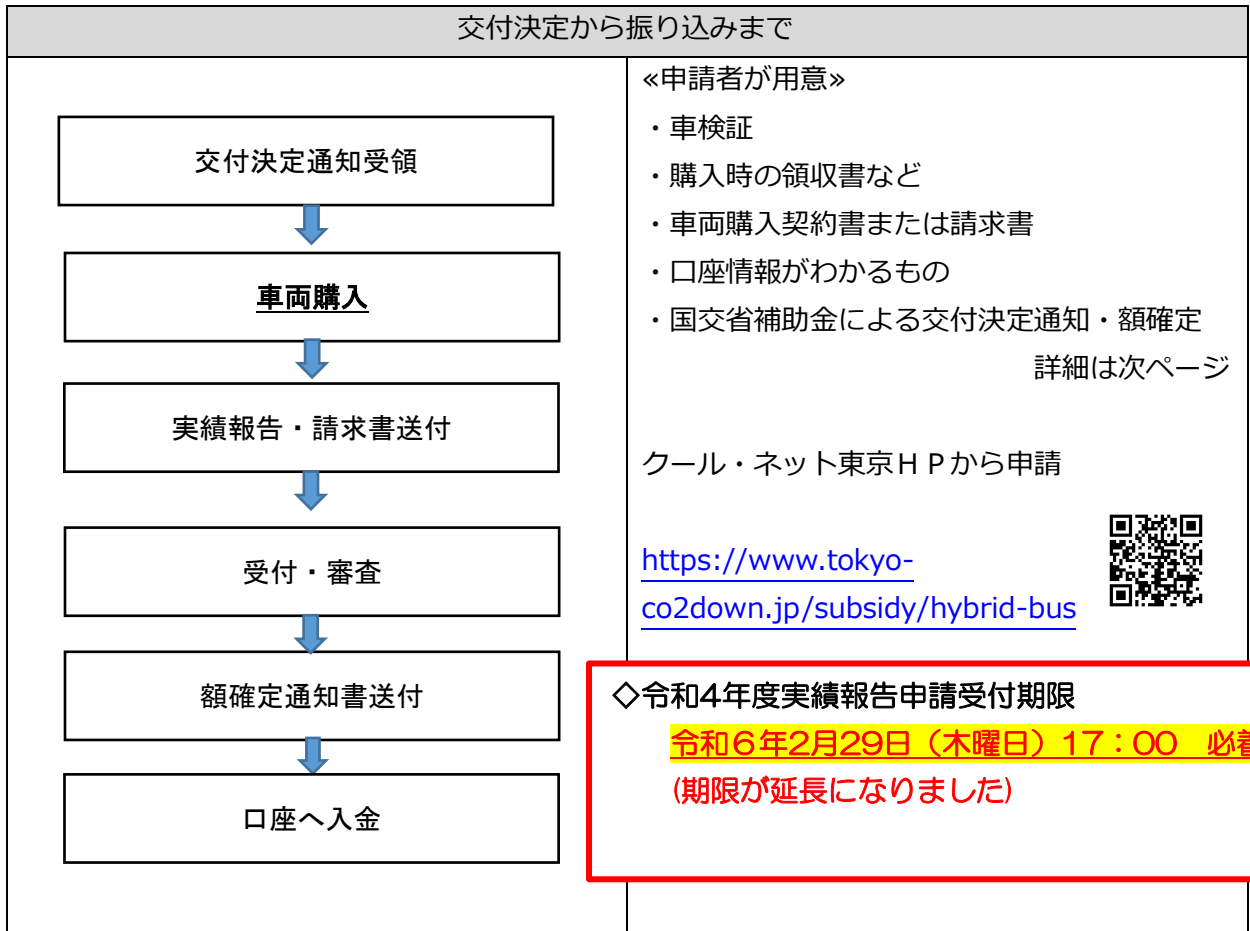 交付決定から振り込みまで
交付決定通知受領
車両購入
実績報告・請求書送付
受付・審査
額確定通知書送付
口座へ入金
≪申請者が用意≫
・車検証
・購入時の領収書など
・車両購入契約書または請求書
・口座情報がわかるもの
・国交省補助金による交付決定通知・額確定
詳細は次ページ
クール・ネット東京ＨＰから申請
https://www.tokyo-
co2down.jp/subsidy/hybrid-bus
◇令和4年度実績報告申請受付期限
令和６年2月29日（木曜日）17：00　必着
(期限が延長になりました)